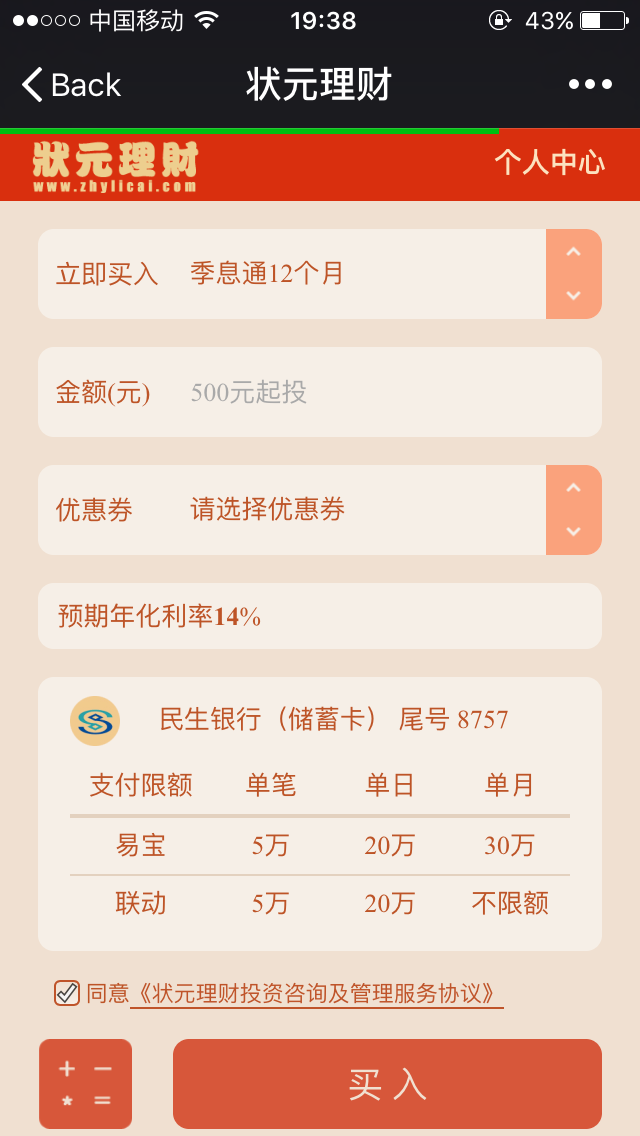 中国移动 19:38 43%
Back 状元理财
状元理财 个人中心
www.zhylicai.com
立即买入 季息通12个月
金额(元) 500元起投
优惠券 请选择优惠券
预期年化利率14%
民生银行（储蓄卡） 尾号 8757
支付限额 单笔 单日 单月
易宝 5万 20万 30万
联动 5万 20万 不限额
同意《状元理财投资咨询及管理服务协议》
+ −
* =
买 入